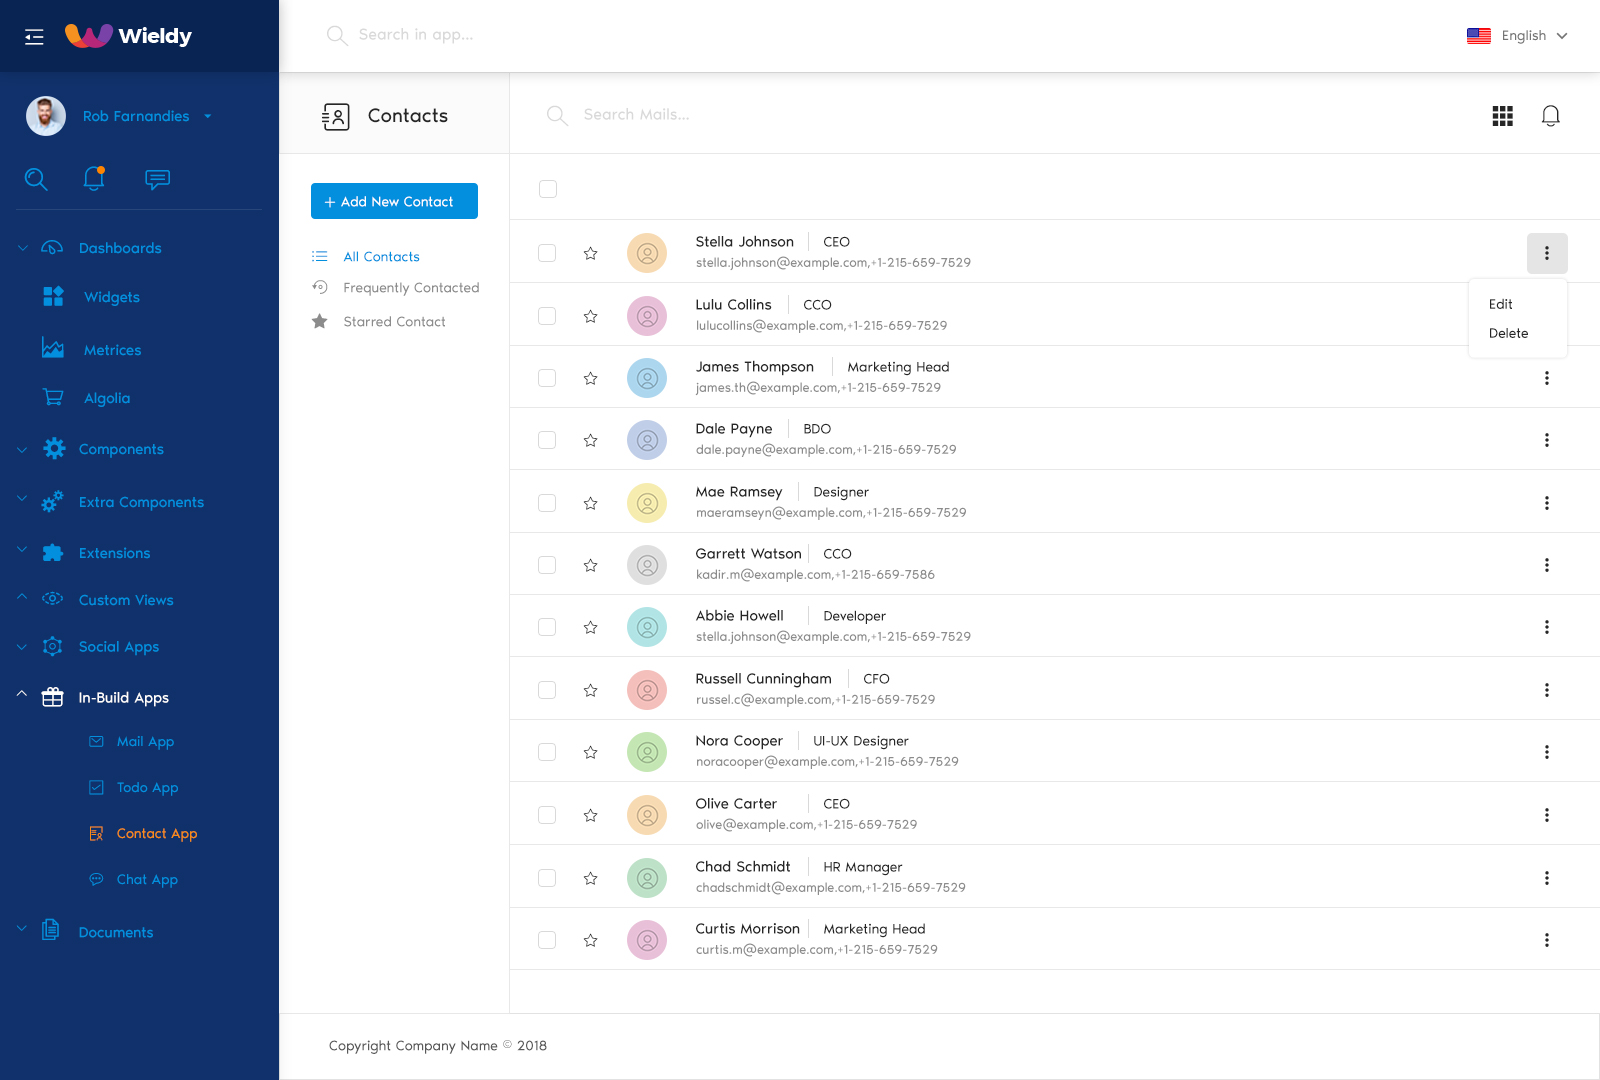 Wieldy
Search in app...
English
Rob Farnandies
Dashboards
Widgets
Metrices
Algolia
Components
Extra Components
Extensions
Custom Views
Social Apps
In-Build Apps
Mail App
Todo App
Contact App
Chat App
Documents
Contacts
+ Add New Contact
All Contacts
Frequently Contacted
Starred Contact
Search Mails...
Stella Johnson CEO
stella.johnson@example.com,+1-215-659-7529
Edit
Delete
Lulu Collins CCO
lulucollins@example.com,+1-215-659-7529
James Thompson Marketing Head
james.th@example.com,+1-215-659-7529
Dale Payne BDO
dale.payne@example.com,+1-215-659-7529
Mae Ramsey Designer
maeramseyn@example.com,+1-215-659-7529
Garrett Watson CCO
kadir.m@example.com,+1-215-659-7586
Abbie Howell Developer
stella.johnson@example.com,+1-215-659-7529
Russell Cunningham CFO
russel.c@example.com,+1-215-659-7529
Nora Cooper UI-UX Designer
noracooper@example.com,+1-215-659-7529
Olive Carter CEO
olive@example.com,+1-215-659-7529
Chad Schmidt HR Manager
chadschmidt@example.com,+1-215-659-7529
Curtis Morrison Marketing Head
curtis.m@example.com,+1-215-659-7529
Copyright Company Name © 2018